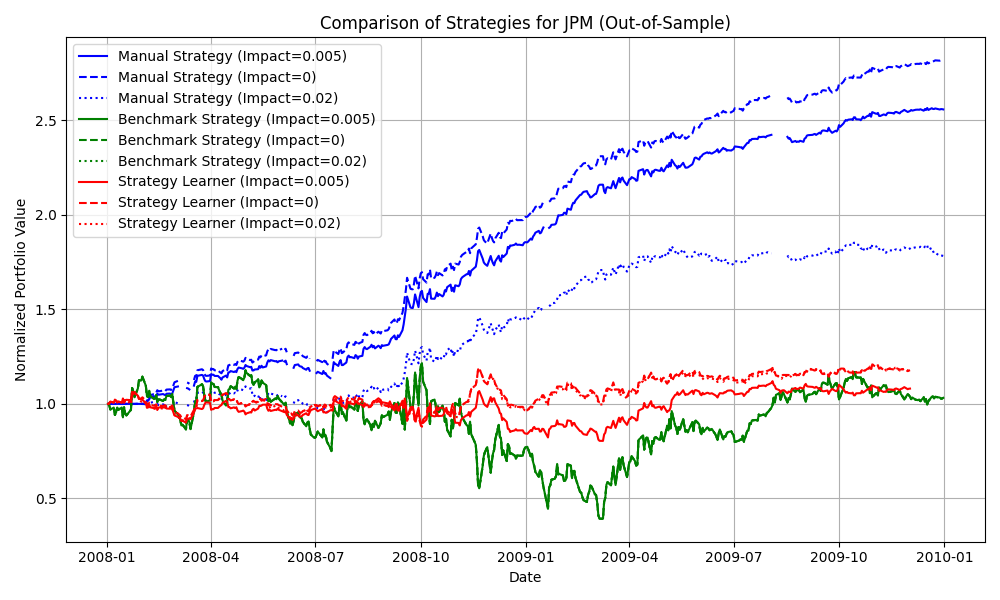 Comparison of Strategies for JPM (Out-of-Sample)
Manual Strategy (Impact=0.005)
Manual Strategy (Impact=0)
Manual Strategy (Impact=0.02)
Benchmark Strategy (Impact=0.005)
Benchmark Strategy (Impact=0)
Benchmark Strategy (Impact=0.02)
Strategy Learner (Impact=0.005)
Strategy Learner (Impact=0)
Strategy Learner (Impact=0.02)
Normalized Portfolio Value
2.5
2.0
1.5
1.0
0.5
2008-01 2008-04 2008-07 2008-10 2009-01 2009-04 2009-07 2009-10 2010-01
Date